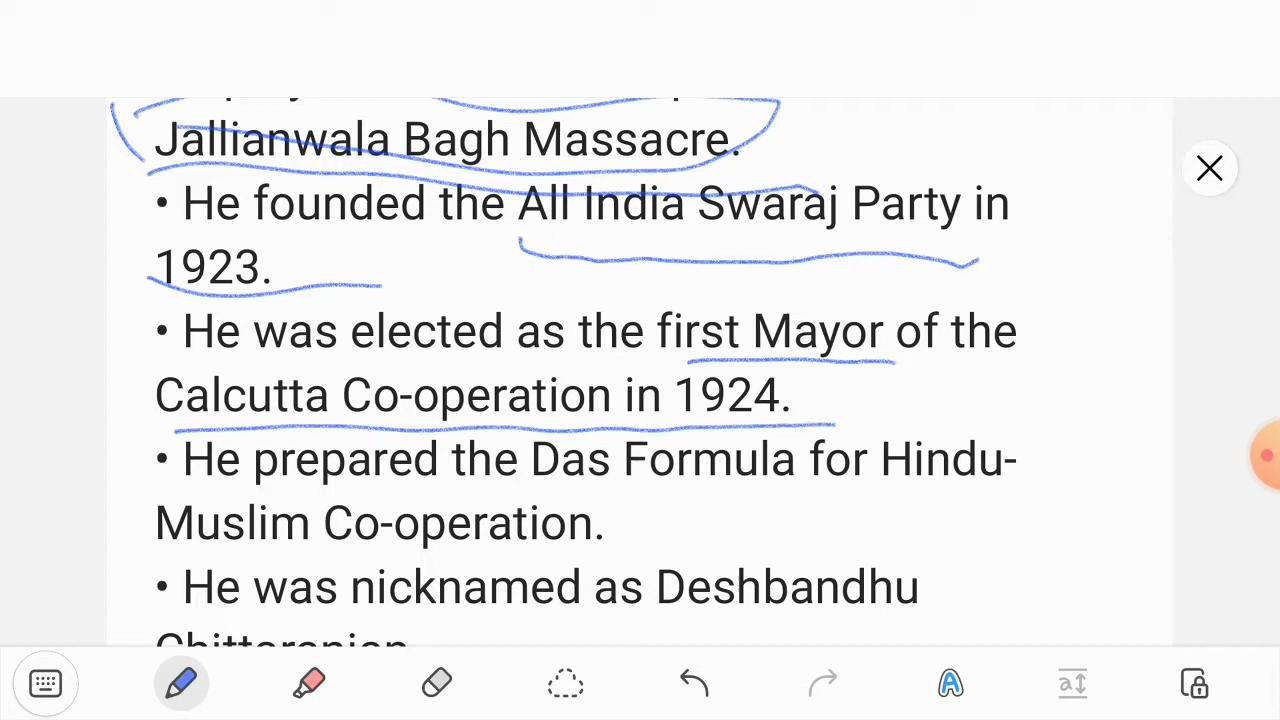 Jallianwala Bagh Massacre.
• He founded the All India Swaraj Party in
1923.
• He was elected as the first Mayor of the
Calcutta Co-operation in 1924.
• He prepared the Das Formula for Hindu-
Muslim Co-operation.
• He was nicknamed as Deshbandhu
Chittaranjan